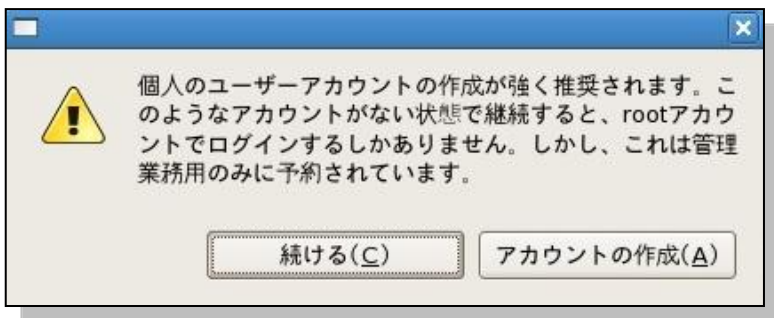 個人のユーザーアカウントの作成が強く推奨されます。こ
のようなアカウントがない状態で継続すると、rootアカウ
ントでログインするしかありません。しかし、これは管理
業務用のみに予約されています。
続ける(C) アカウントの作成(A)